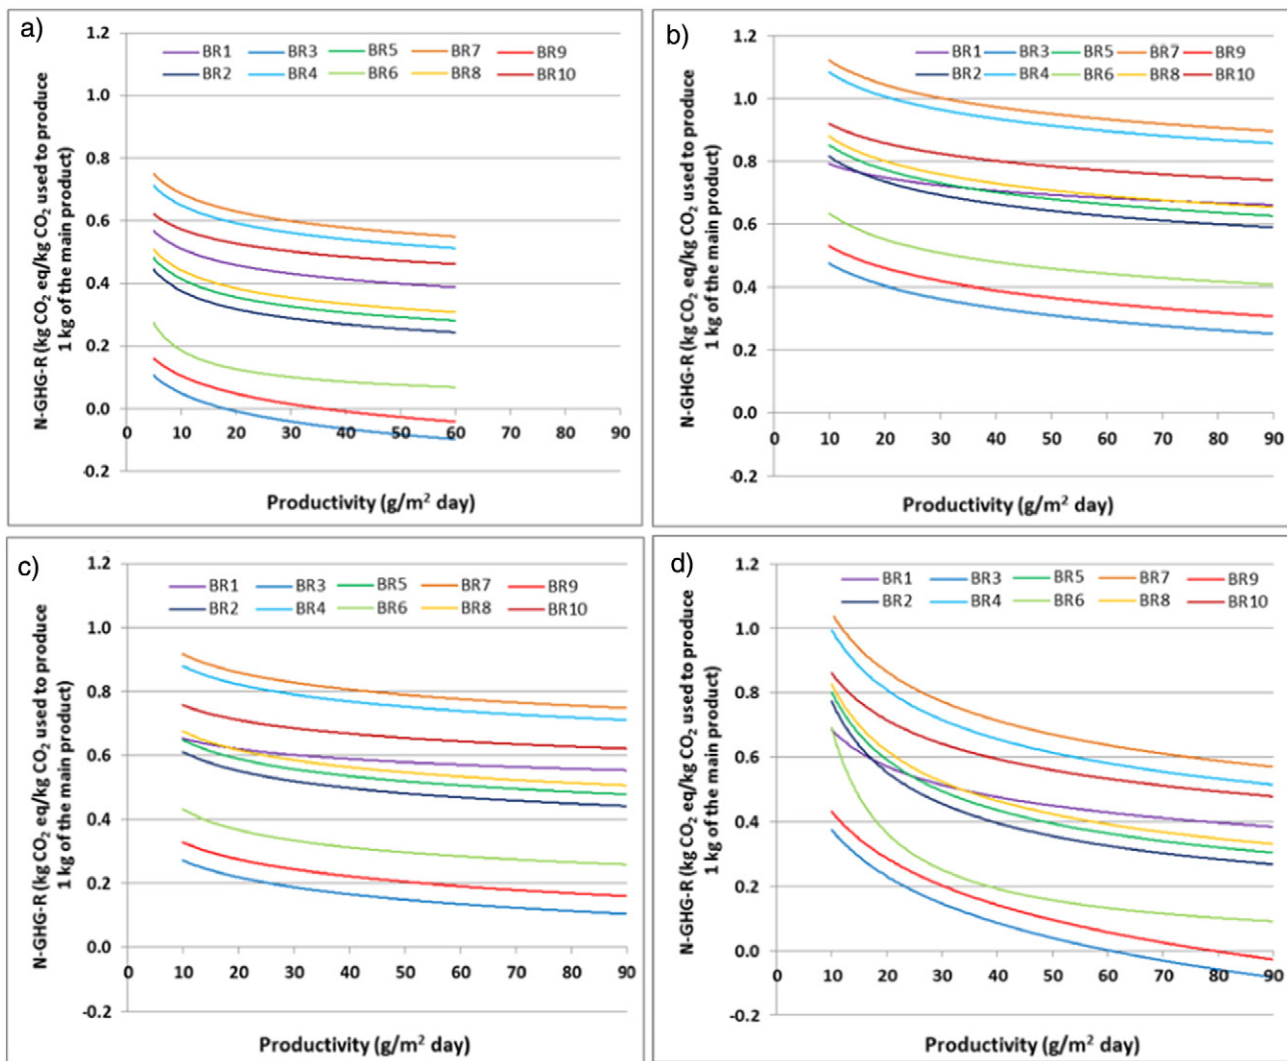 a)
N-GHG-R (kg CO₂ eq/kg CO₂ used to produce
1 kg of the main product)
1.2
1.0
0.8
0.6
0.4
0.2
0.0
-0.2
BR1 BR3 BR5 BR7 BR9
BR2 BR4 BR6 BR8 BR10
0 10 20 30 40 50 60 70 80 90
Productivity (g/m² day)
b)
N-GHG-R (kg CO₂ eq/kg CO₂ used to produce
1 kg of the main product)
1.2
1.0
0.8
0.6
0.4
0.2
0.0
-0.2
BR1 BR3 BR5 BR7 BR9
BR2 BR4 BR6 BR8 BR10
0 10 20 30 40 50 60 70 80 90
Productivity (g/m² day)
c)
N-GHG-R (kg CO₂ eq/kg CO₂ used to produce
1 kg of the main product)
1.2
1.0
0.8
0.6
0.4
0.2
0.0
-0.2
BR1 BR3 BR5 BR7 BR9
BR2 BR4 BR6 BR8 BR10
0 10 20 30 40 50 60 70 80 90
Productivity (g/m² day)
d)
N-GHG-R (kg CO₂ eq/kg CO₂ used to produce
1 kg of the main product)
1.2
1.0
0.8
0.6
0.4
0.2
0.0
-0.2
BR1 BR3 BR5 BR7 BR9
BR2 BR4 BR6 BR8 BR10
0 10 20 30 40 50 60 70 80 90
Productivity (g/m² day)